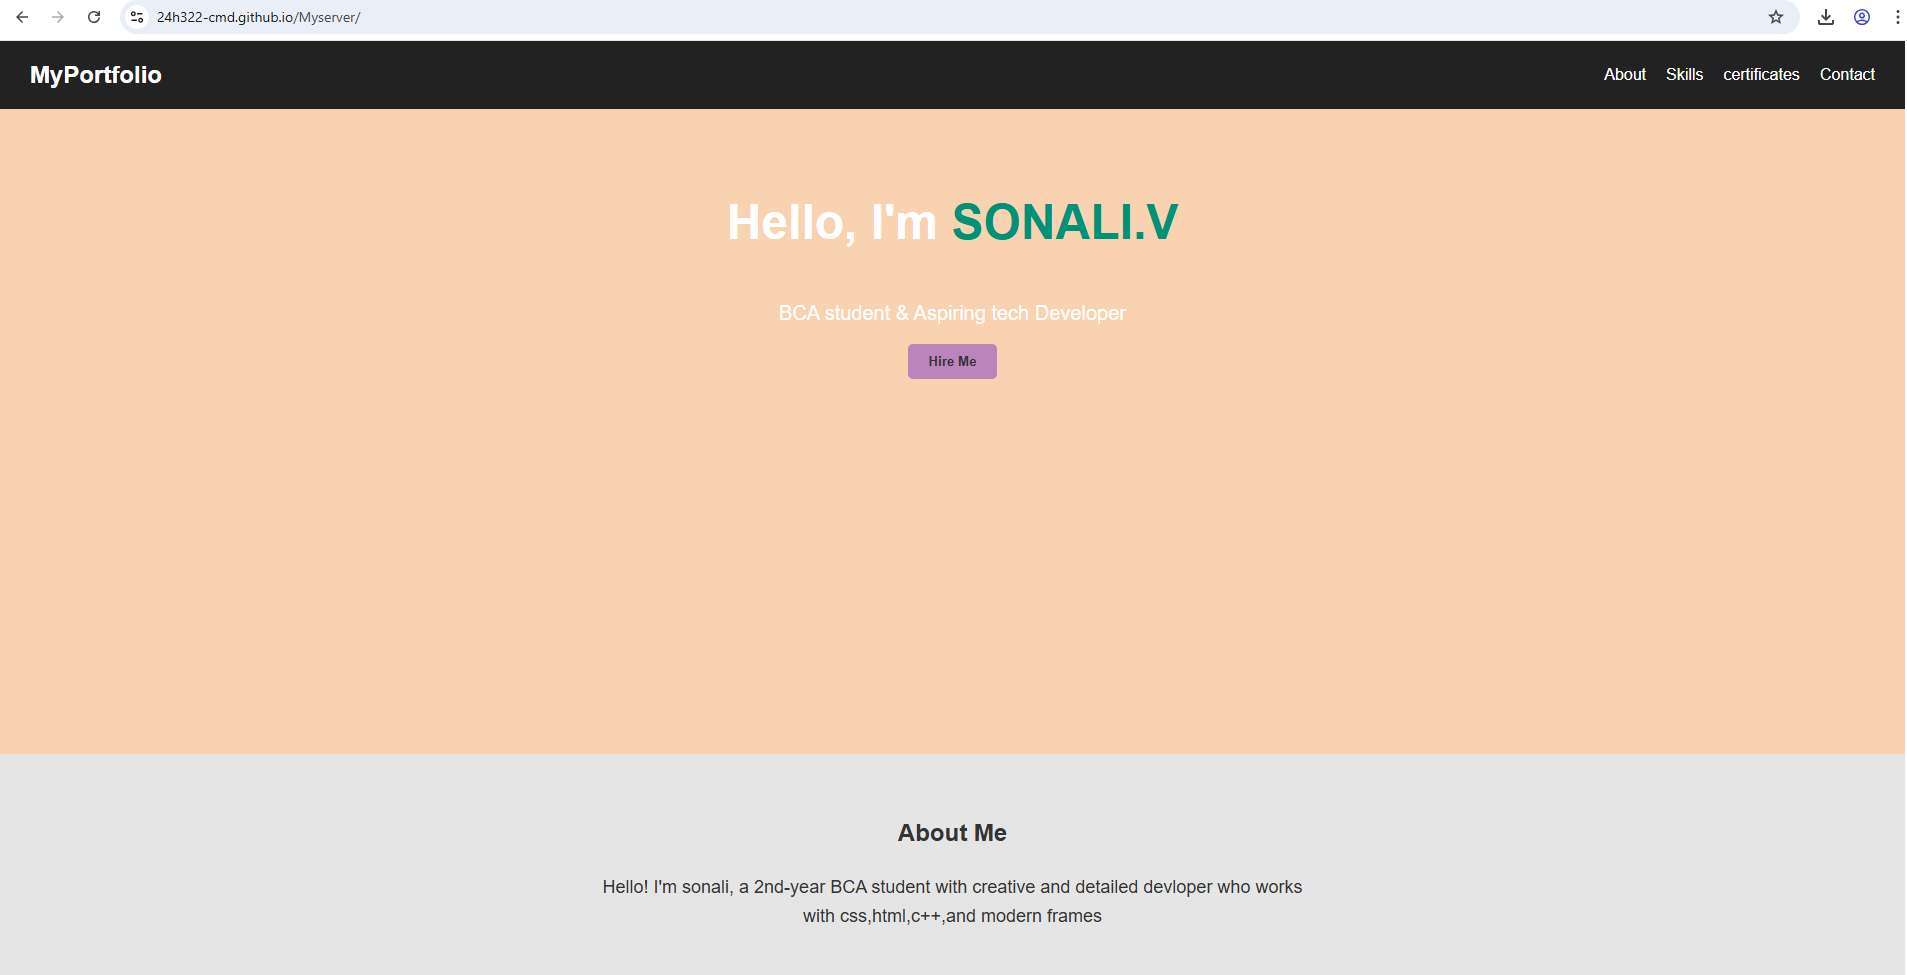 24h322-cmd.github.io/Myserver/
MyPortfolio
About Skills certificates Contact
Hello, I'm SONALI.V
BCA student & Aspiring tech Developer
Hire Me
About Me
Hello! I'm sonali, a 2nd-year BCA student with creative and detailed devloper who works
with css,html,c++,and modern frames